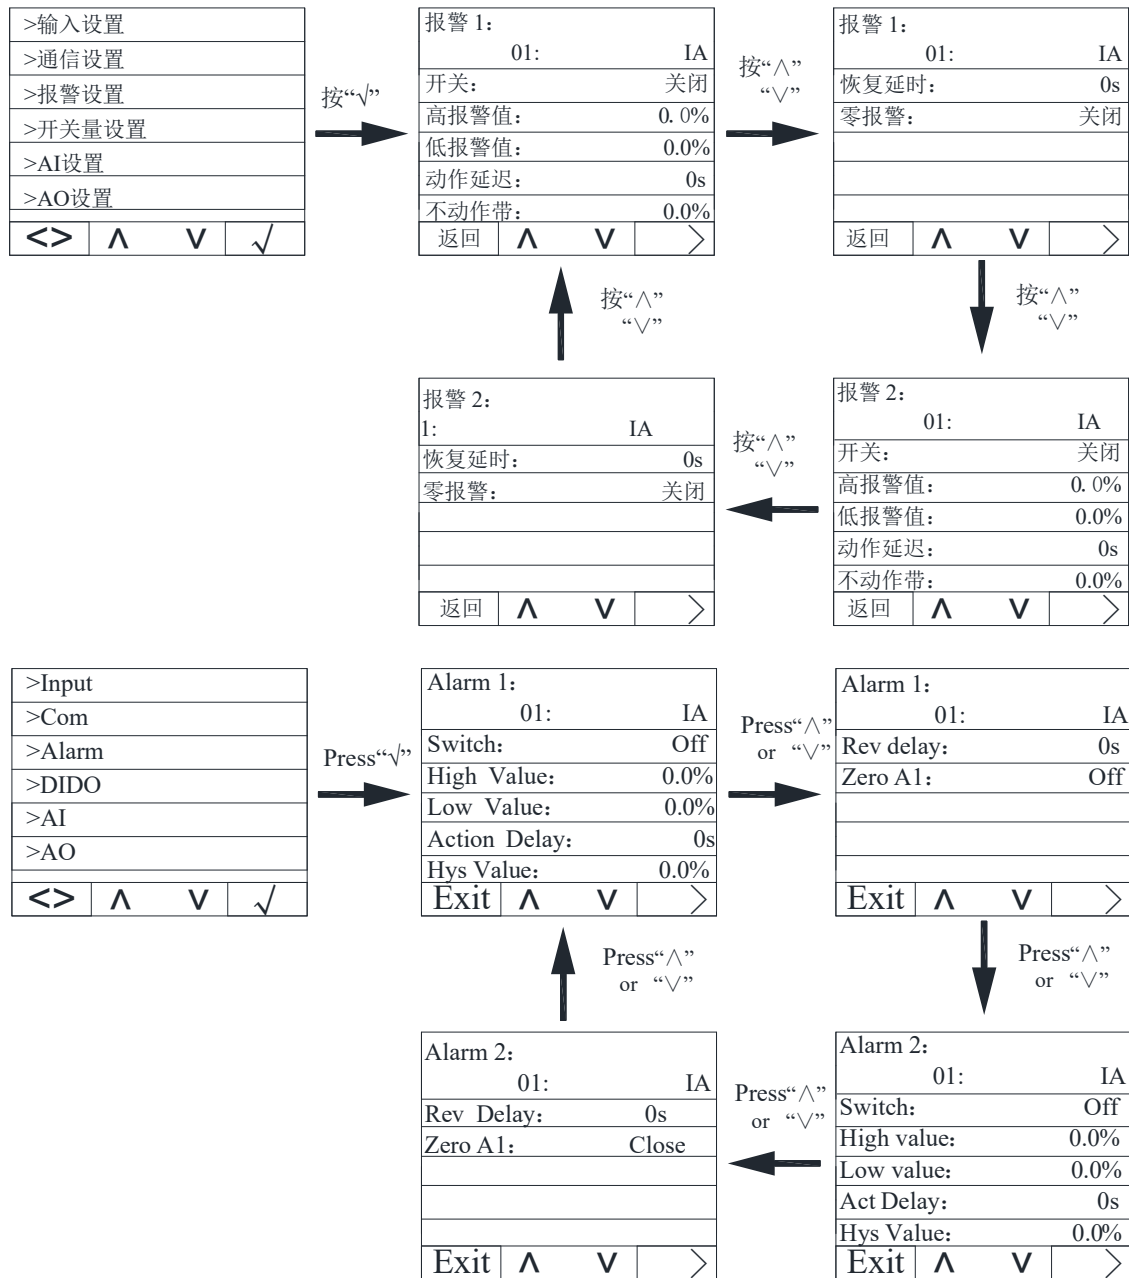 >输入设置
>通信设置
>报警设置
>开关量设置
>AI设置
>AO设置
<> ∧ ∨ √
按“√”
报警 1:
01: IA
开关: 关闭
高报警值: 0.0%
低报警值: 0.0%
动作延迟: 0s
不动作带: 0.0%
返回 ∧ ∨ >
按“∧”
“∨”
报警 1:
01: IA
恢复延时: 0s
零报警: 关闭
返回 ∧ ∨ >
按“∧”
“∨”
按“∧”
“∨”
报警 2:
1: IA
恢复延时: 0s
零报警: 关闭
返回 ∧ ∨ >
按“∧”
“∨”
报警 2:
01: IA
开关: 关闭
高报警值: 0.0%
低报警值: 0.0%
动作延迟: 0s
不动作带: 0.0%
返回 ∧ ∨ >
>Input
>Com
>Alarm
>DIDO
>AI
>AO
<> ∧ ∨ √
Press“√”
Alarm 1:
01: IA
Switch: Off
High Value: 0.0%
Low Value: 0.0%
Action Delay: 0s
Hys Value: 0.0%
Exit ∧ ∨ >
Press“∧”
or “∨”
Alarm 1:
01: IA
Rev delay: 0s
Zero A1: Off
Exit ∧ ∨ >
Press“∧”
or “∨”
Press“∧”
or “∨”
Alarm 2:
01: IA
Rev Delay: 0s
Zero A1: Close
Exit ∧ ∨ >
Press“∧”
or “∨”
Alarm 2:
01: IA
Switch: Off
High value: 0.0%
Low value: 0.0%
Act Delay: 0s
Hys Value: 0.0%
Exit ∧ ∨ >